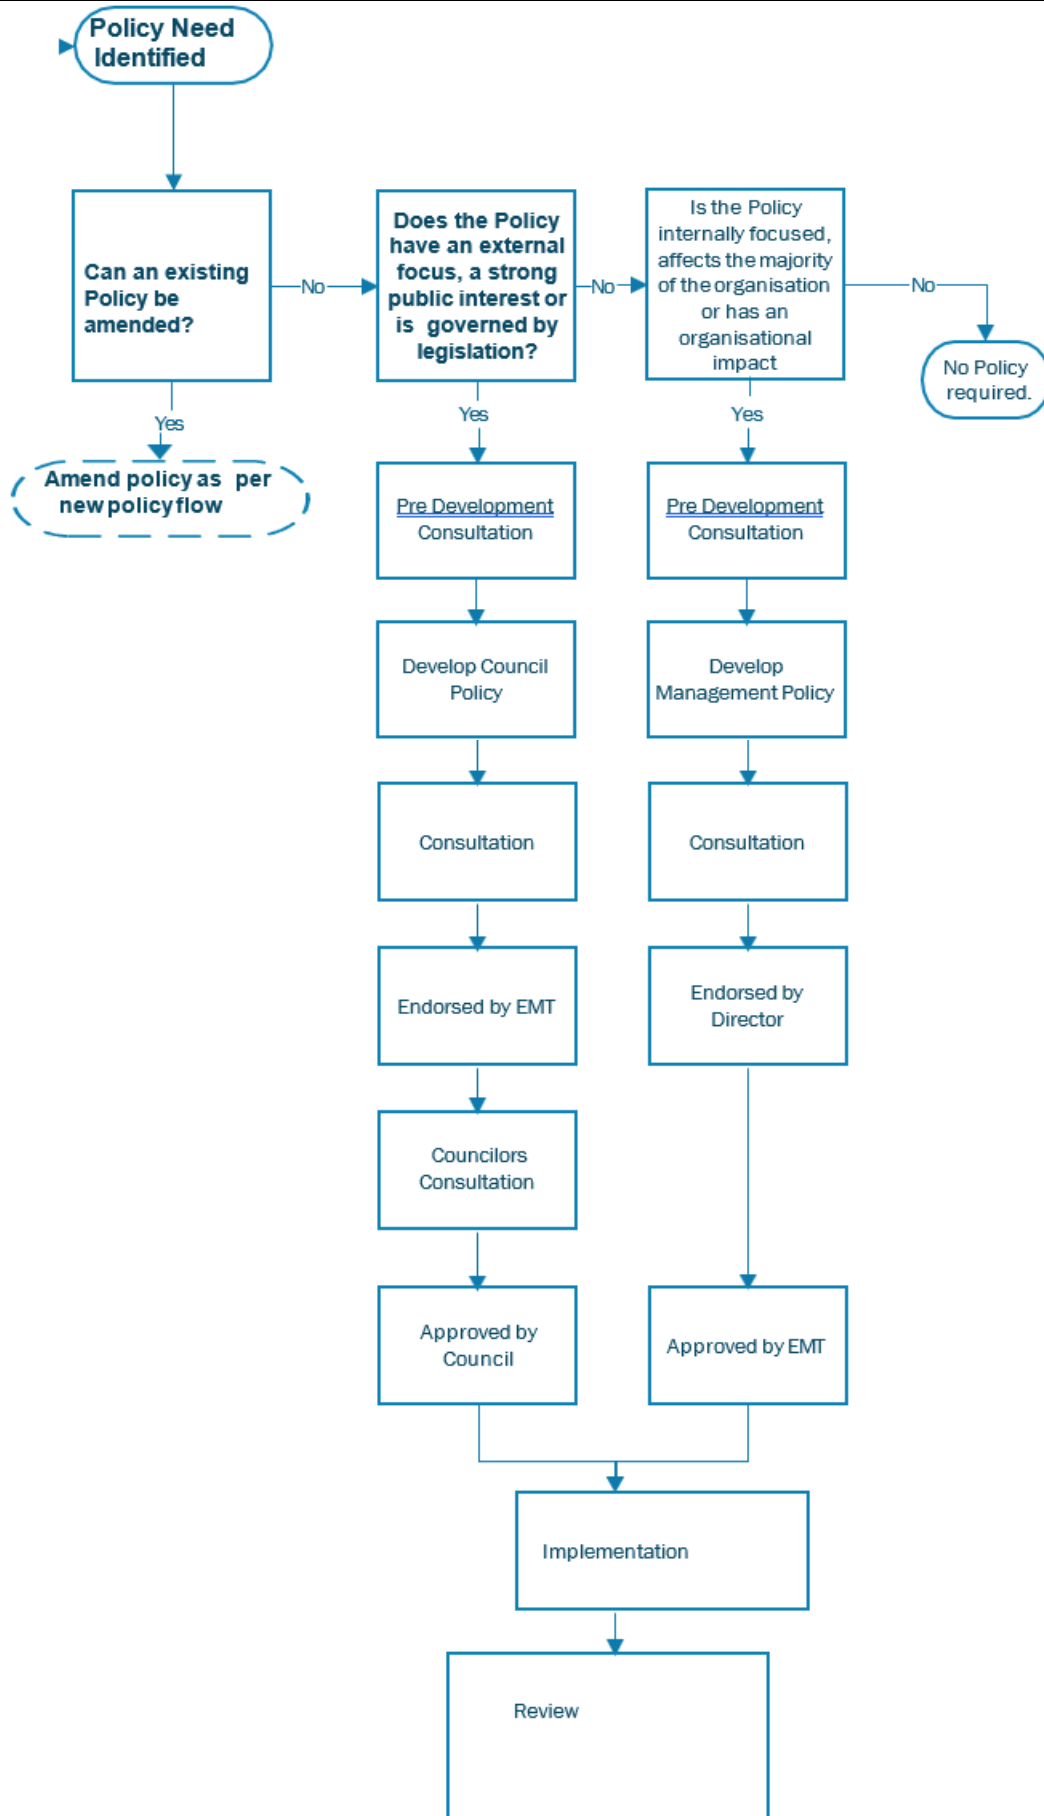 Policy Need
Identified
Can an existing
Policy be
amended?
No
Does the Policy
have an external
focus, a strong
public interest or
is governed by
legislation?
No
Is the Policy
internally focused,
affects the majority
of the organisation
or has an
organisational
impact
No
No Policy
required.
Yes
Amend policy as per
new policy flow
Yes
Pre Development
Consultation
Develop Council
Policy
Consultation
Endorsed by EMT
Councilors
Consultation
Approved by
Council
Yes
Pre Development
Consultation
Develop
Management Policy
Consultation
Endorsed by
Director
Approved by EMT
Implementation
Review